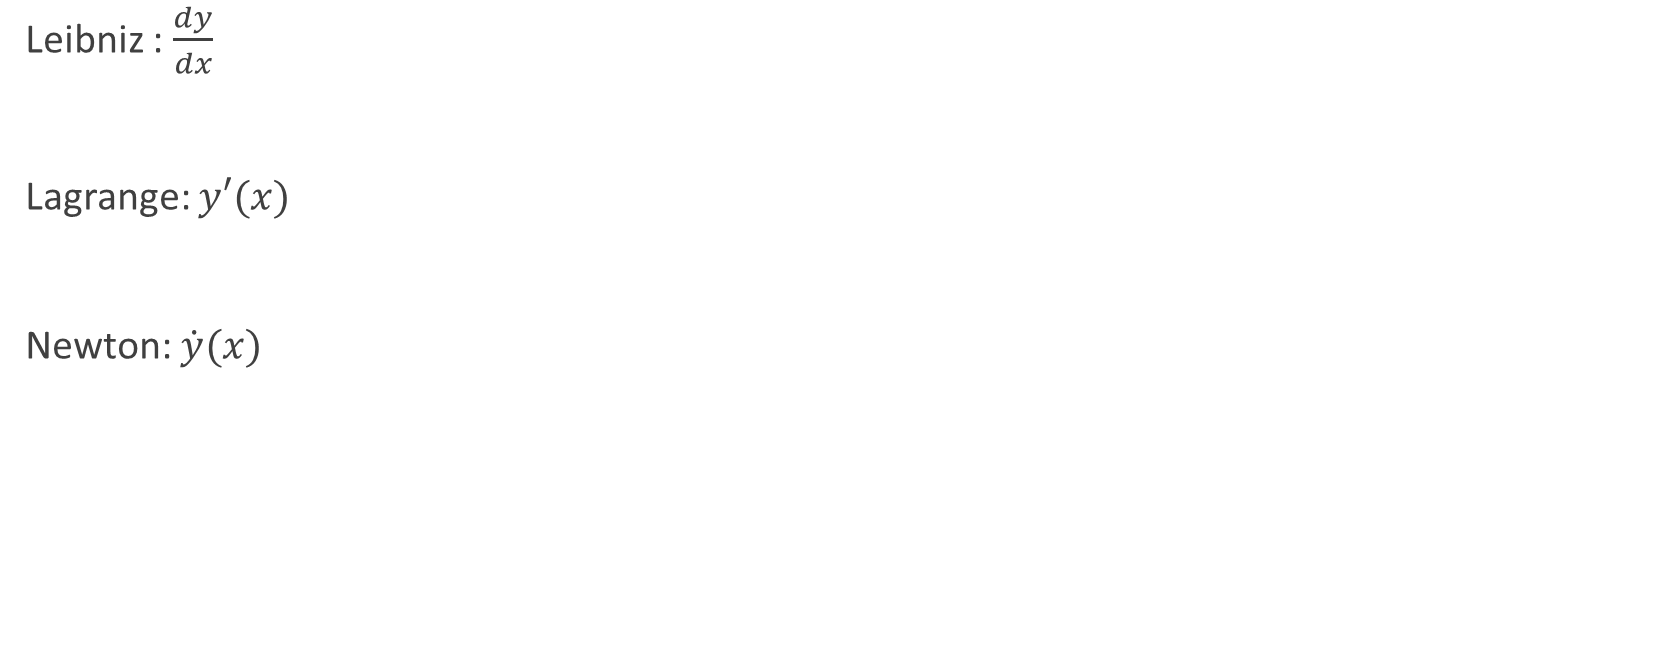 Leibniz : dy/dx
Lagrange: y′(x)
Newton: ẏ(x)